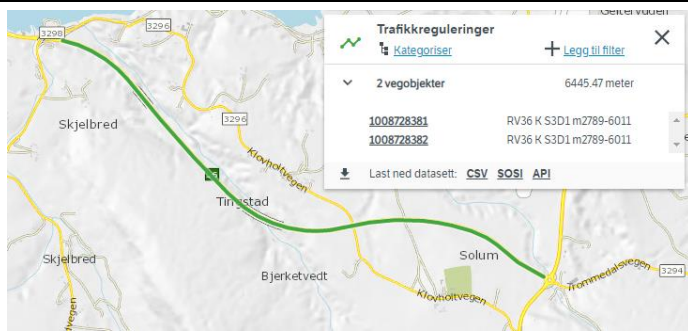 Trafikkreguleringer
Kategoriser
Legg til filter
2 vegobjekter 6445.47 meter
1008728381 RV36 K S3D1 m2789-6011
1008728382 RV36 K S3D1 m2789-6011
Last ned datasett: CSV SOSI API
3298
3296
Skjelbred
3296
Klovholtvegen
Tingstad
Solum
Skjelbred
Bjerketvedt
Klovholtvegen
Trommedalsvegen
3294
vegen